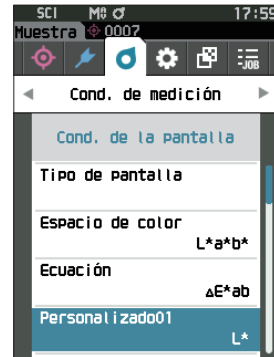 SCI M0 17:59
Muestra 0007
JOB
Cond. de medición
Cond. de la pantalla
Tipo de pantalla
Espacio de color
L*a*b*
Ecuación
ΔE*ab
Personalizado01
L*